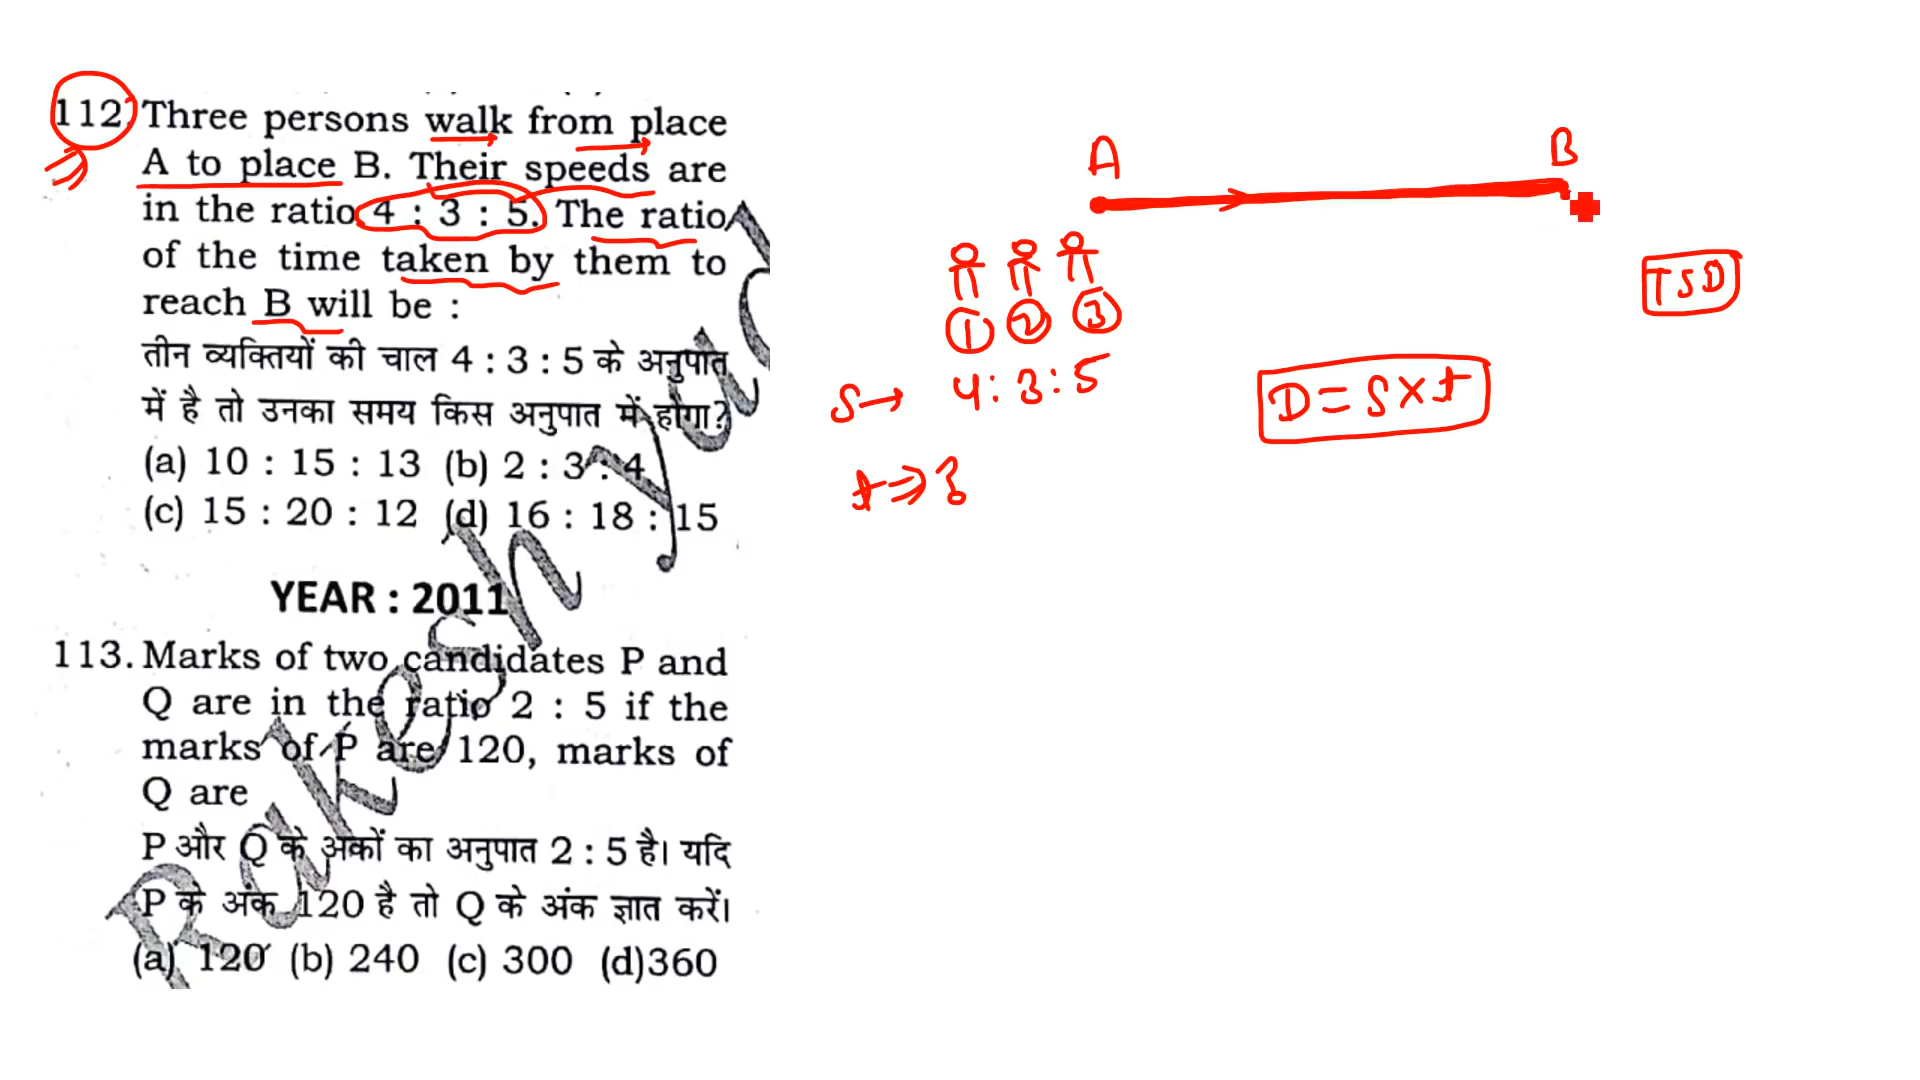 112. Three persons walk from place
A to place B. Their speeds are
in the ratio 4 : 3 : 5. The ratio
of the time taken by them to
reach B will be :
तीन व्यक्तियों की चाल 4 : 3 : 5 के अनुपात
में है तो उनका समय किस अनुपात में होगा?
(a) 10 : 15 : 13 (b) 2 : 3 : 4
(c) 15 : 20 : 12 (d) 16 : 18 : 15
YEAR : 2011
113. Marks of two candidates P and
Q are in the ratio 2 : 5 if the
marks of P are 120, marks of
Q are
P और Q के अंकों का अनुपात 2 : 5 है। यदि
P के अंक 120 है तो Q के अंक ज्ञात करें।
(a) 120 (b) 240 (c) 300 (d)360
Rakesh Yad
A B
1 2 3
S→ 4 : 3 : 5
t ⇒ ?
D = S × t
TSD